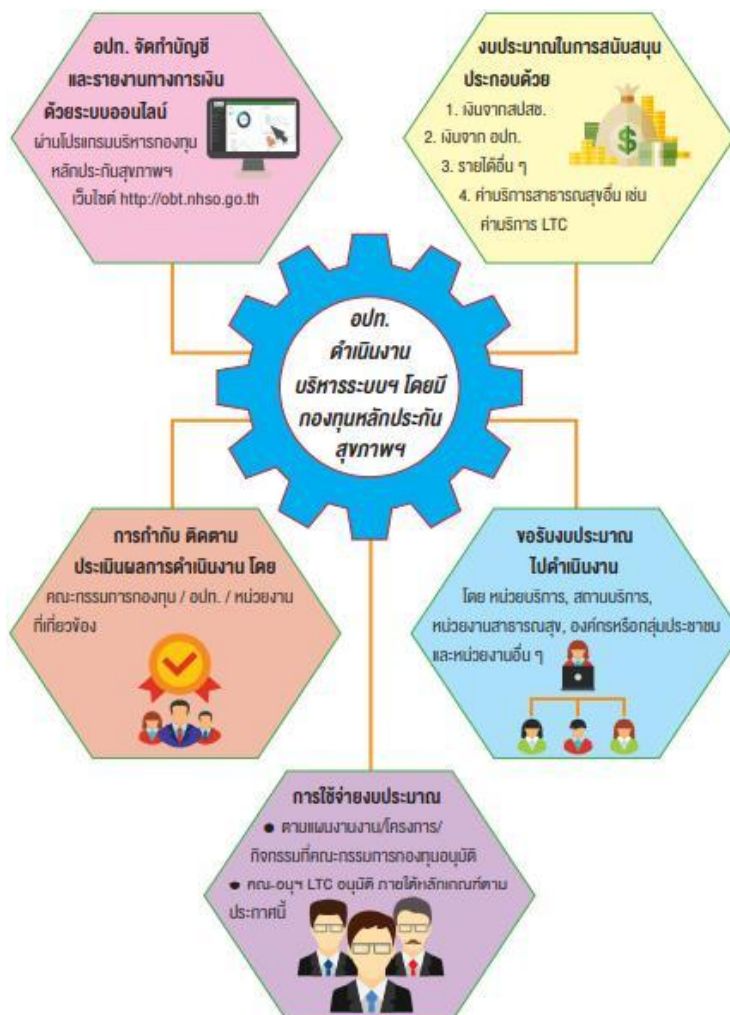 อปท. จัดทำบัญชี
และรายงานทางการเงิน
ด้วยระบบออนไลน์
ผ่านโปรแกรมบริหารกองทุน
หลักประกันสุขภาพฯ
เว็บไซต์ http://obt.nhso.go.th
งบประมาณในการสนับสนุน
ประกอบด้วย
1. เงินจากสปสช.
2. เงินจาก อปท.
3. รายได้อื่น ๆ
4. ค่าบริการสาธารณสุขอื่น เช่น
ค่าบริการ LTC
อปท.
ดำเนินงาน
บริหารระบบฯ โดยมี
กองทุนหลักประกัน
สุขภาพฯ
การกำกับ ติดตาม
ประเมินผลการดำเนินงาน โดย
คณะกรรมการกองทุน / อปท. / หน่วยงาน
ที่เกี่ยวข้อง
ขอรับงบประมาณ
ไปดำเนินงาน
โดย หน่วยบริการ, สถานบริการ,
หน่วยงานสาธารณสุข, องค์กรหรือกลุ่มประชาชน
และหน่วยงานอื่น ๆ
การใช้จ่ายงบประมาณ
● ตามแผนงานงาน/โครงการ/
กิจกรรมที่คณะกรรมการกองทุนอนุมัติ
● คณะอนุฯ LTC อนุมัติ ภายใต้หลักเกณฑ์ตาม
ประกาศนี้